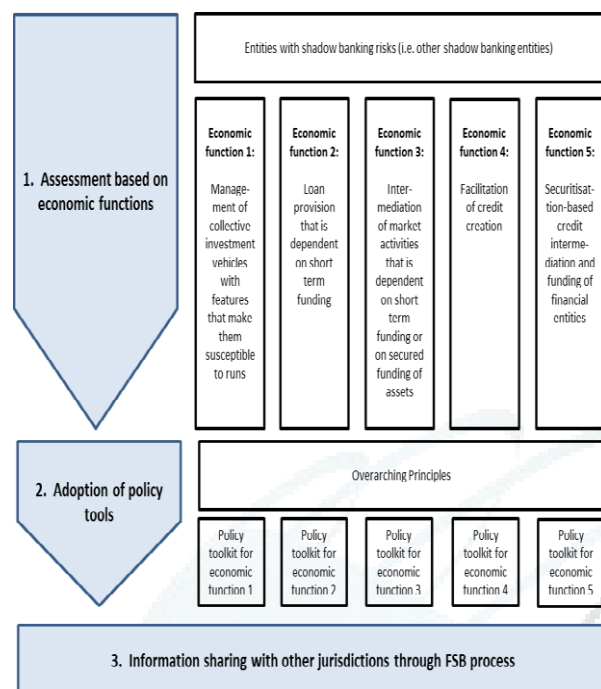 Entities with shadow banking risks (i.e. other shadow banking entities)
1. Assessment based on
economic functions
Economic
function 1:
Manage-
ment of
collective
investment
vehicles
with
features
that make
them
susceptible
to runs
Economic
function 2:
Loan
provision
that is
dependent
on short
term
funding
Economic
function 3:
Inter-
mediation
of market
activities
that is
dependent
on short
term
funding or
on secured
funding of
assets
Economic
function 4:
Facilitation
of credit
creation
Economic
function 5:
Securitisat-
tion-based
credit
interme-
diation and
funding of
financial
entities
2. Adoption of policy
tools
Overarching Principles
Policy
toolkit for
economic
function 1
Policy
toolkit for
economic
function 2
Policy
toolkit for
economic
function 3
Policy
toolkit for
economic
function 4
Policy
toolkit for
economic
function 5
3. Information sharing with other jurisdictions through FSB process